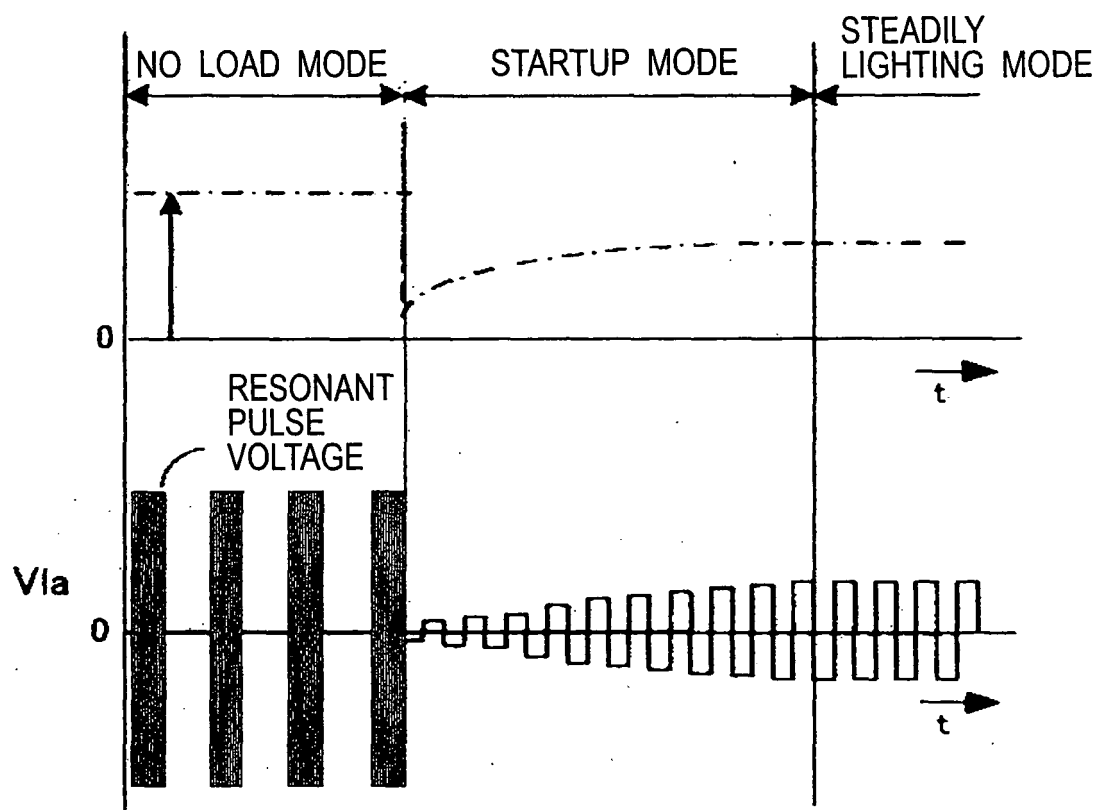 NO LOAD MODE
STARTUP MODE
STEADILY
LIGHTING MODE
0
t
RESONANT
PULSE
VOLTAGE
Vla
0
t